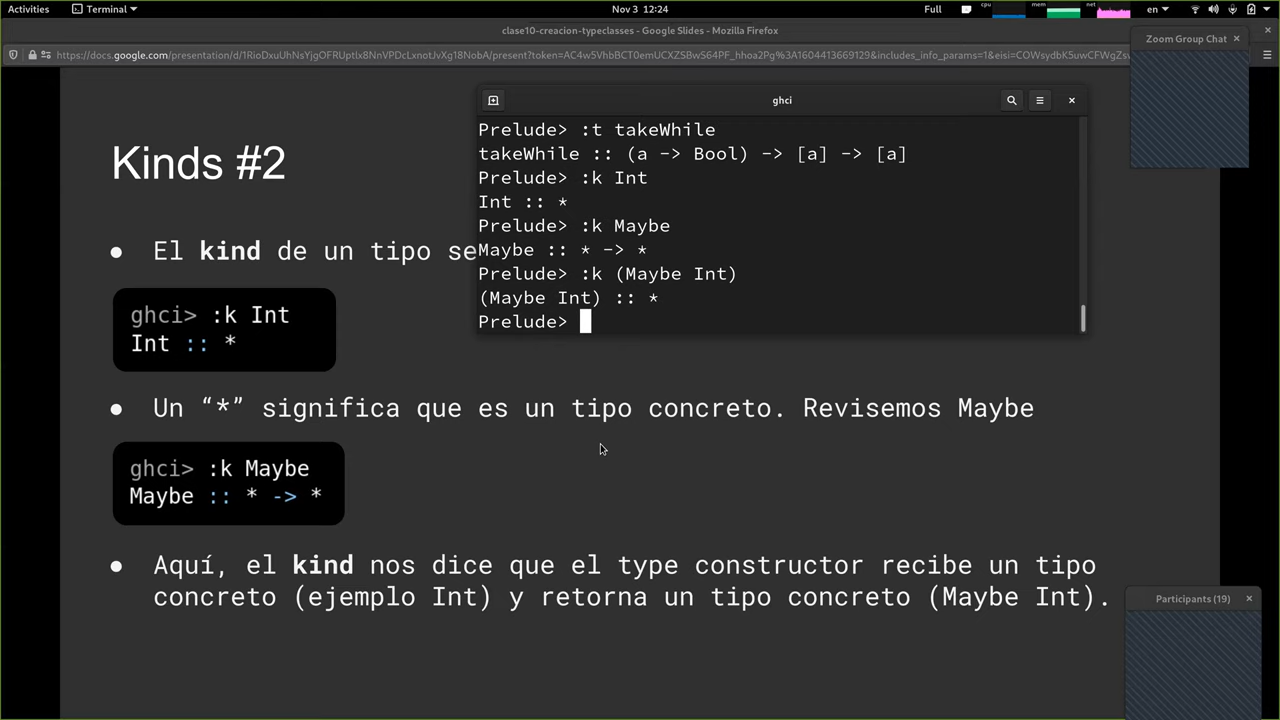 Activities
Terminal
Nov 3 12:24
Full
cpu
mem
net
en
clase10-creacion-typeclasses - Google Slides - Mozilla Firefox
Zoom Group Chat
ghci
Prelude> :t takeWhile
takeWhile :: (a -> Bool) -> [a] -> [a]
Prelude> :k Int
Int :: *
Prelude> :k Maybe
Maybe :: * -> *
Prelude> :k (Maybe Int)
(Maybe Int) :: *
Prelude>
Kinds #2
● El kind de un tipo se
ghci> :k Int
Int :: *
● Un “*” significa que es un tipo concreto. Revisemos Maybe
ghci> :k Maybe
Maybe :: * -> *
● Aquí, el kind nos dice que el type constructor recibe un tipo
concreto (ejemplo Int) y retorna un tipo concreto (Maybe Int).
Participants (19)